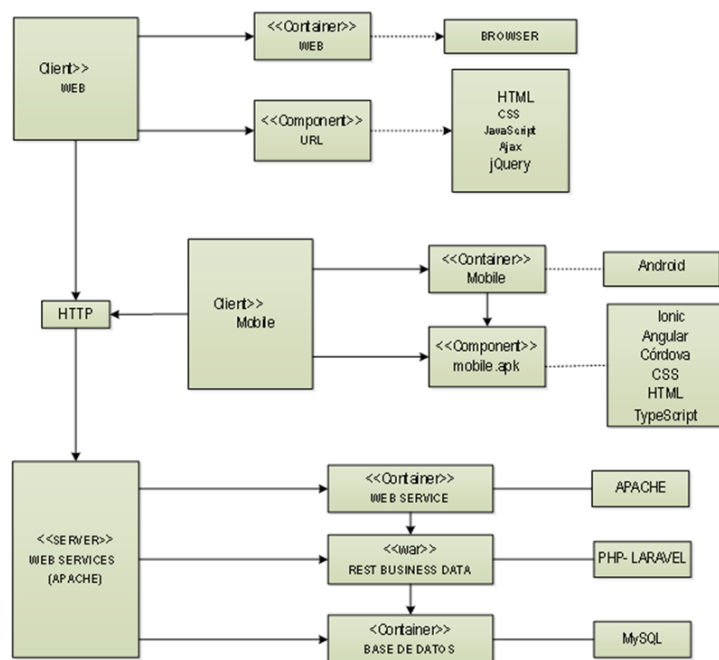 Client>>
WEB
<<Container>>
WEB
BROWSER
<<Component>>
URL
HTML
CSS
JavaScript
Ajax
jQuery
HTTP
Client>>
Mobile
<<Container>>
Mobile
Android
<<Component>>
mobile.apk
Ionic
Angular
Córdova
CSS
HTML
TypeScript
<<SERVER>>
WEB SERVICES
(APACHE)
<<Container>>
WEB SERVICE
APACHE
<<war>>
REST BUSINESS DATA
PHP- LARAVEL
<Container>>
BASE DE DATOS
MySQL